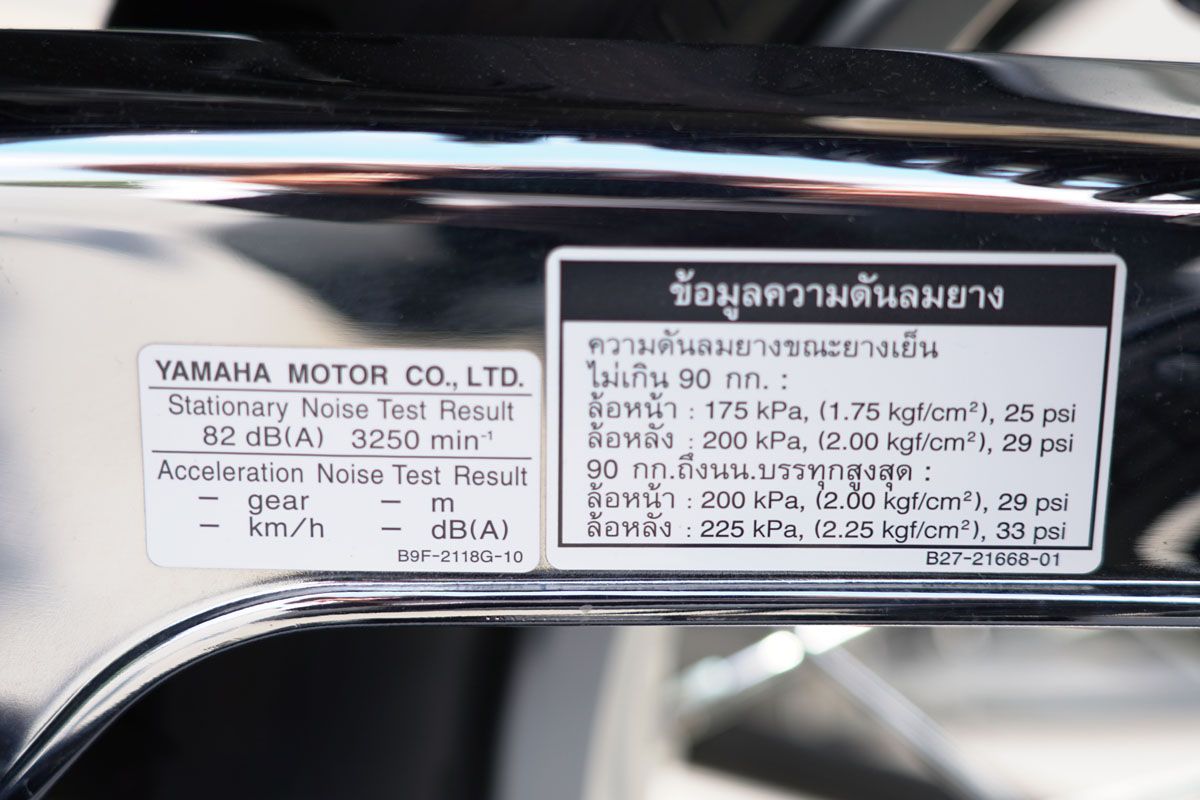 YAMAHA MOTOR CO., LTD.
Stationary Noise Test Result
82 dB(A) 3250 min⁻¹
Acceleration Noise Test Result
– gear – m
– km/h – dB(A)
B9F-2118G-10
ข้อมูลความดันลมยาง
ความดันลมยางขณะยางเย็น
ไม่เกิน 90 กก. :
ล้อหน้า : 175 kPa, (1.75 kgf/cm²), 25 psi
ล้อหลัง : 200 kPa, (2.00 kgf/cm²), 29 psi
90 กก.ถึงนน.บรรทุกสูงสุด :
ล้อหน้า : 200 kPa, (2.00 kgf/cm²), 29 psi
ล้อหลัง : 225 kPa, (2.25 kgf/cm²), 33 psi
B27-21668-01